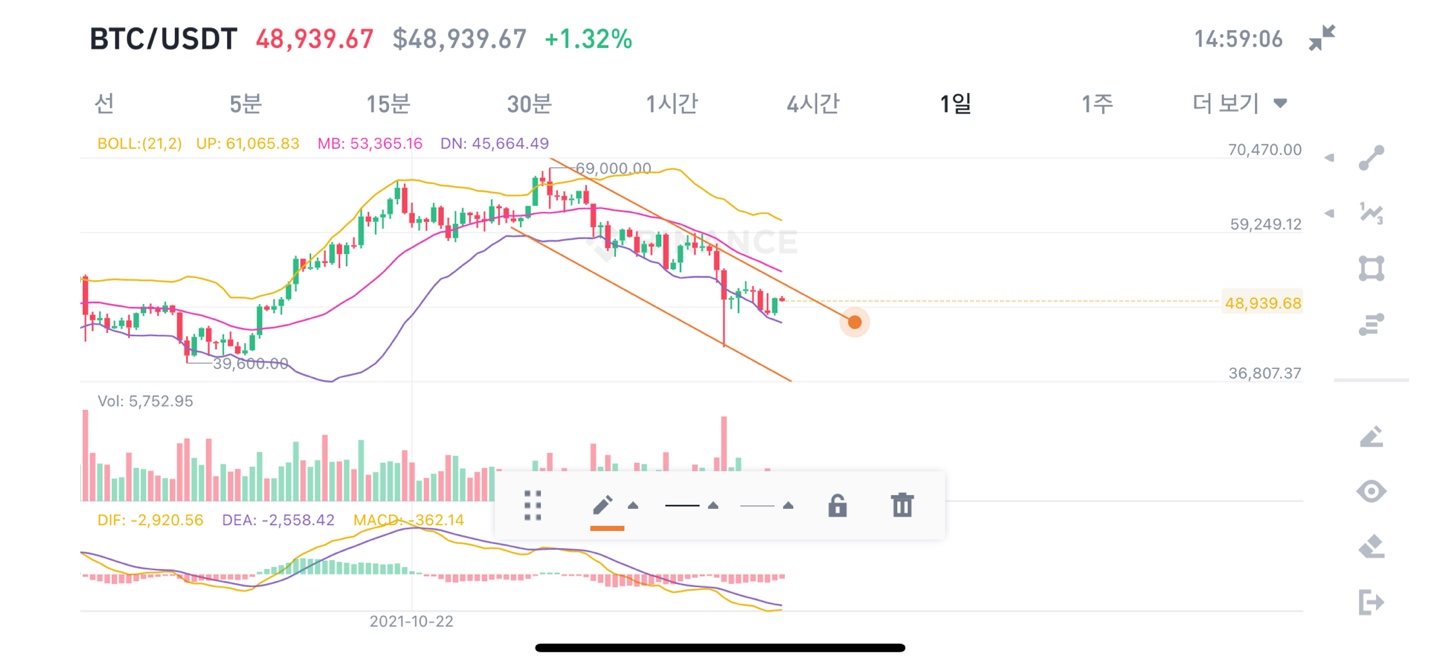 BTC/USDT 48,939.67 $48,939.67 +1.32% 14:59:06
선 5분 15분 30분 1시간 4시간 1일 1주 더 보기
BOLL:(21,2) UP: 61,065.83 MB: 53,365.16 DN: 45,664.49
70,470.00
69,000.00
59,249.12
BINANCE
48,939.68
39,600.00
36,807.37
Vol: 5,752.95
DIF: -2,920.56 DEA: -2,558.42 MACD: -362.14
2021-10-22